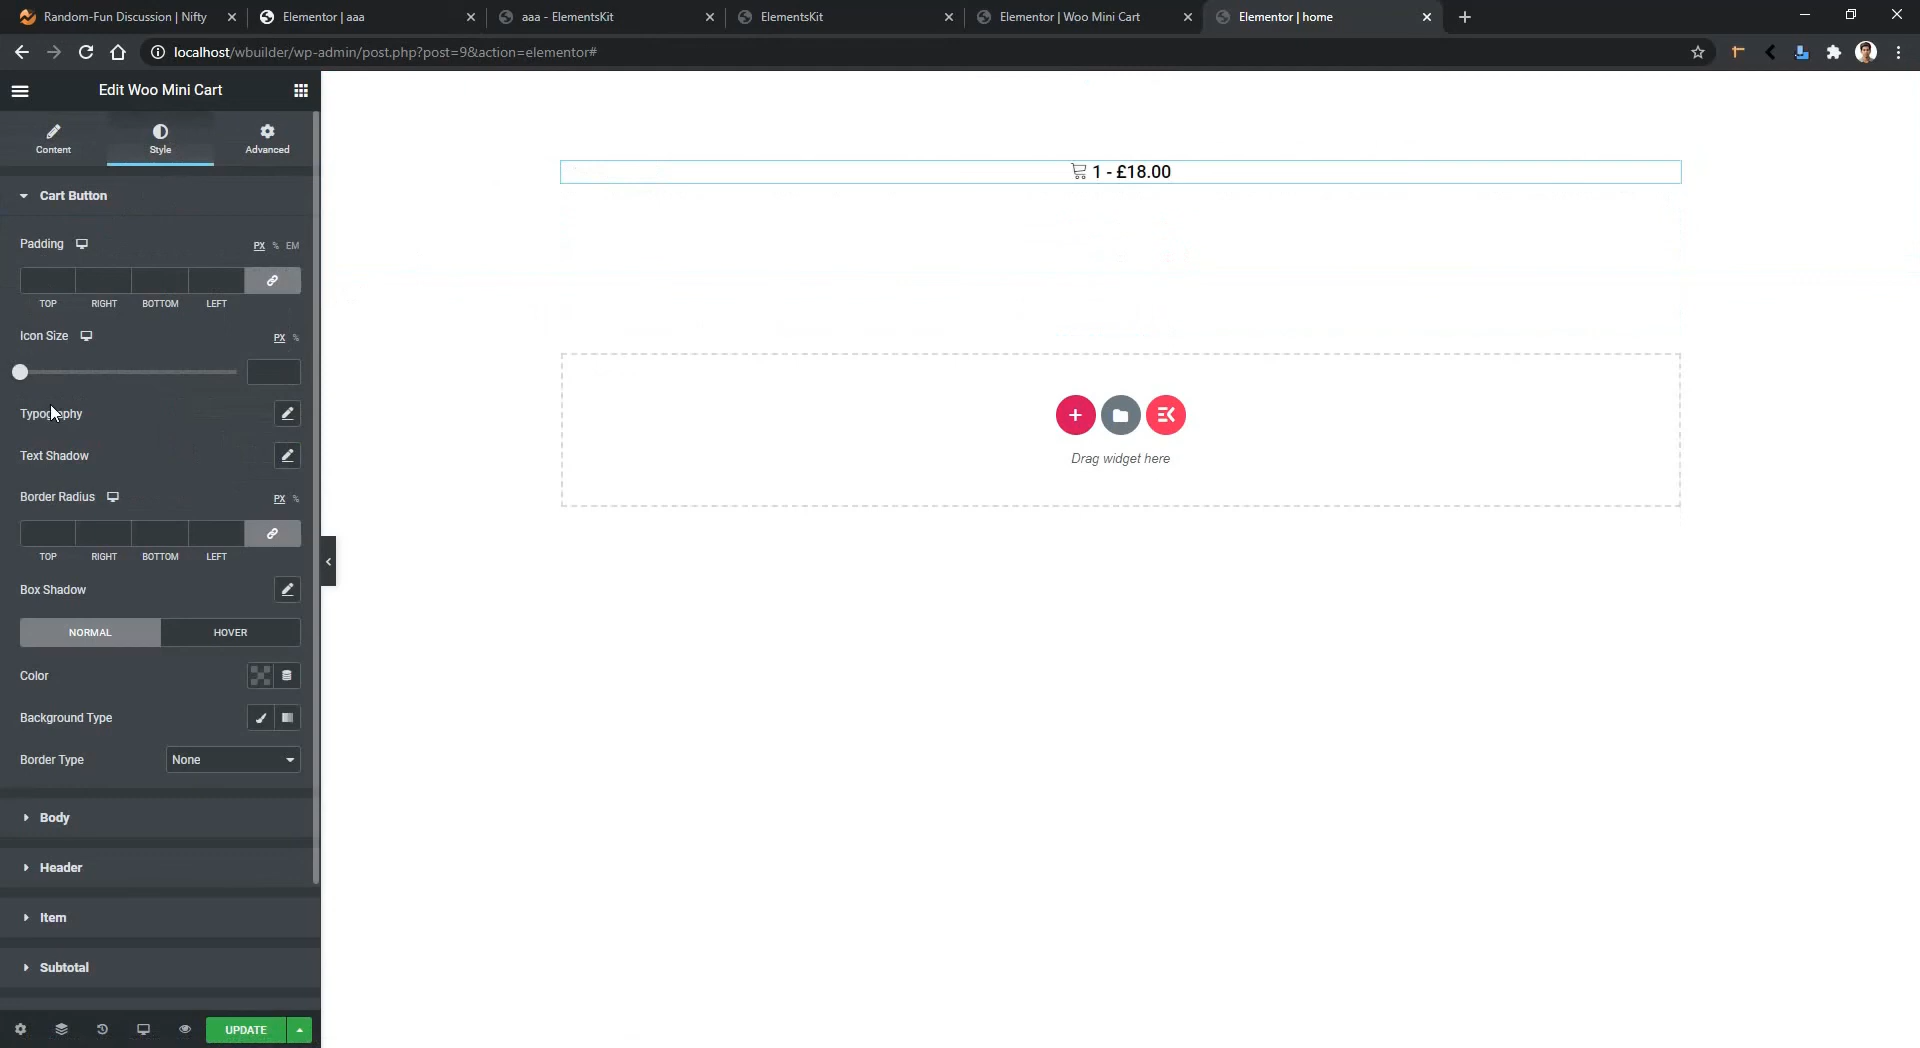 Random-Fun Discussion | Nifty
Elementor | aaa
aaa - ElementsKit
ElementsKit
Elementor | Woo Mini Cart
Elementor | home
localhost/wbuilder/wp-admin/post.php?post=9&action=elementor#
Edit Woo Mini Cart
Content
Style
Advanced
1 - £18.00
Cart Button
Padding
PX % EM
TOP RIGHT BOTTOM LEFT
Icon Size
PX %
Typography
Drag widget here
Text Shadow
Border Radius
PX %
TOP RIGHT BOTTOM LEFT
Box Shadow
NORMAL HOVER
Color
Background Type
Border Type
None
Body
Header
Item
Subtotal
UPDATE